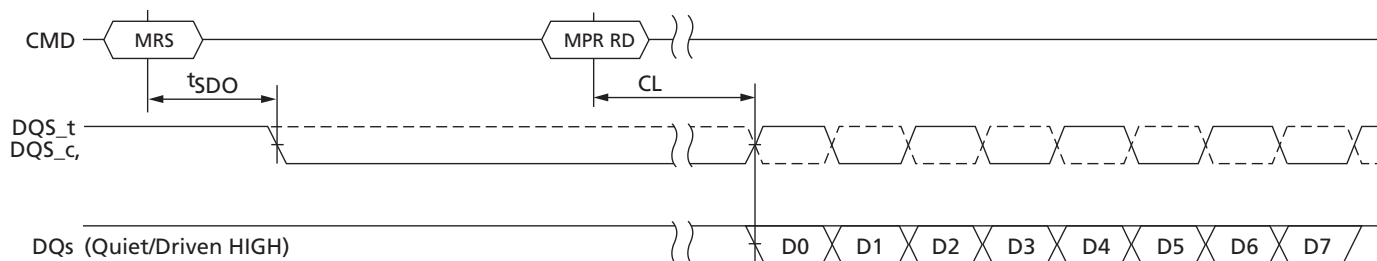 CMD MRS MPR RD
tSDO CL
DQS_t
DQS_c,
DQs (Quiet/Driven HIGH) D0 D1 D2 D3 D4 D5 D6 D7